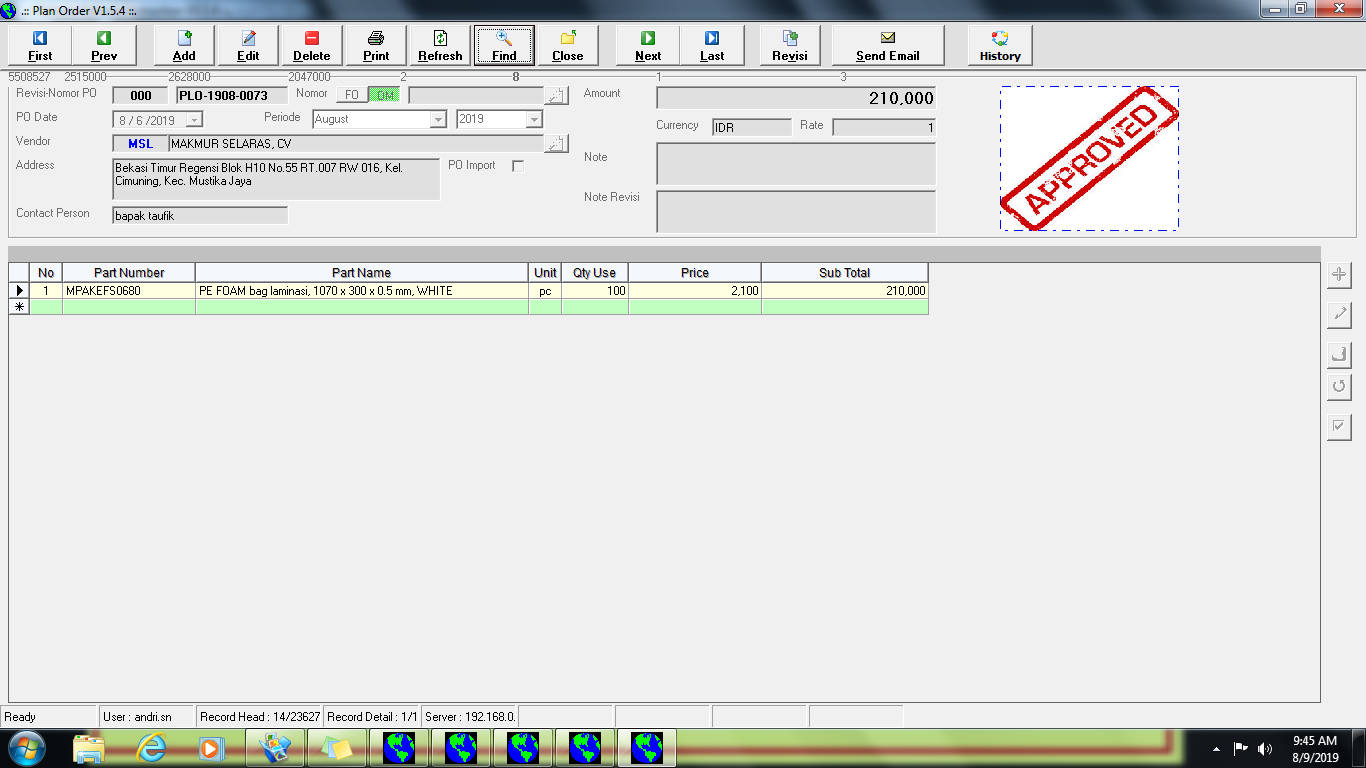 .:: Plan Order V1.5.4 ::.
First Prev Add Edit Delete Print Refresh Find Close Next Last Revisi Send Email History
5508527 2515000 2628000 2047000 2 8 1 3
Revisi-Nomor PO 000 PLO-1908-0073 Nomor FO DM Amount 210,000
PO Date 8 / 6 /2019 Periode August 2019 Currency IDR Rate 1
Vendor MSL MAKMUR SELARAS, CV
Address Bekasi Timur Regensi Blok H10 No.55 RT.007 RW 016, Kel. PO Import Note
Cimuning, Kec. Mustika Jaya
Note Revisi
Contact Person bapak taufik
APPROVED
No Part Number Part Name Unit Qty Use Price Sub Total
1 MPAKEFS0680 PE FOAM bag laminasi, 1070 x 300 x 0.5 mm, WHITE pc 100 2,100 210,000
Ready User : andri.sn Record Head : 14/23627 Record Detail : 1/1 Server : 192.168.0.
9:45 AM
8/9/2019